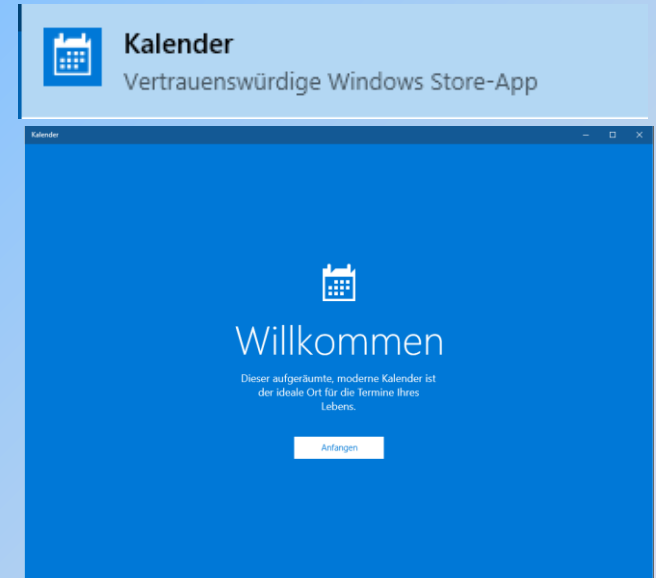 Kalender
Vertrauenswürdige Windows Store-App
Kalender
Willkommen
Dieser aufgeräumte, moderne Kalender ist
der ideale Ort für die Termine Ihres
Lebens.
Anfangen